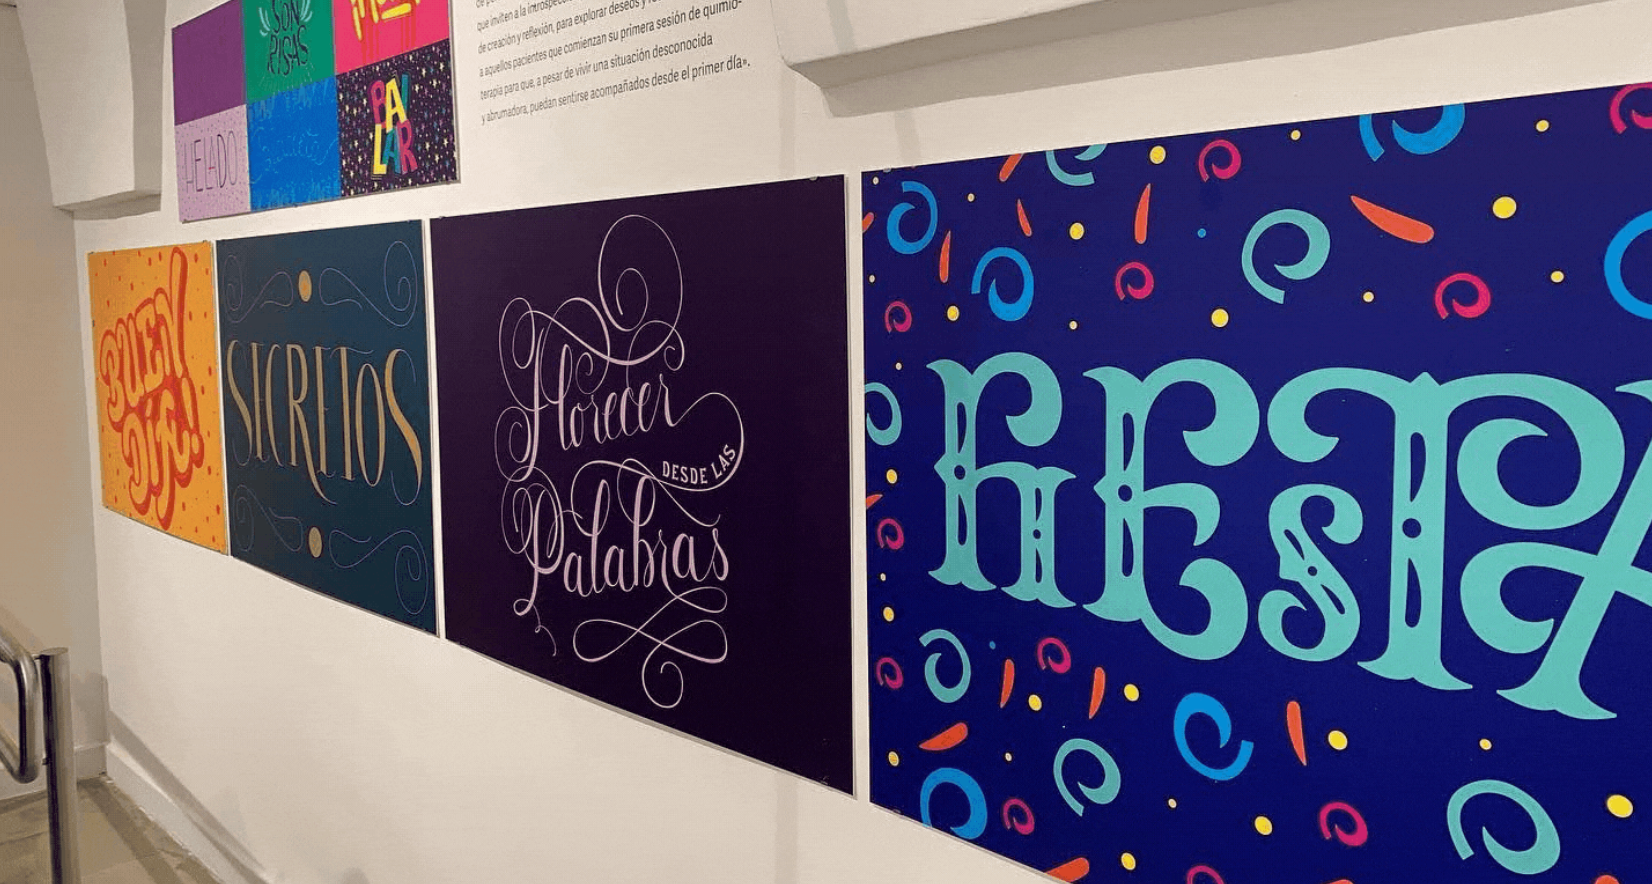 SON
RISAS
HELADO
BAI
LAR
que inviten a la introspección
de creación y reflexión, para explorar deseos y
a aquellos pacientes que comienzan su primera sesión de quimio-
terapia para que, a pesar de vivir una situación desconocida
y abrumadora, puedan sentirse acompañados desde el primer día».
BUEN
DÍA!
SECRETOS
Florecer
DESDE LAS
Palabras
FIESTA